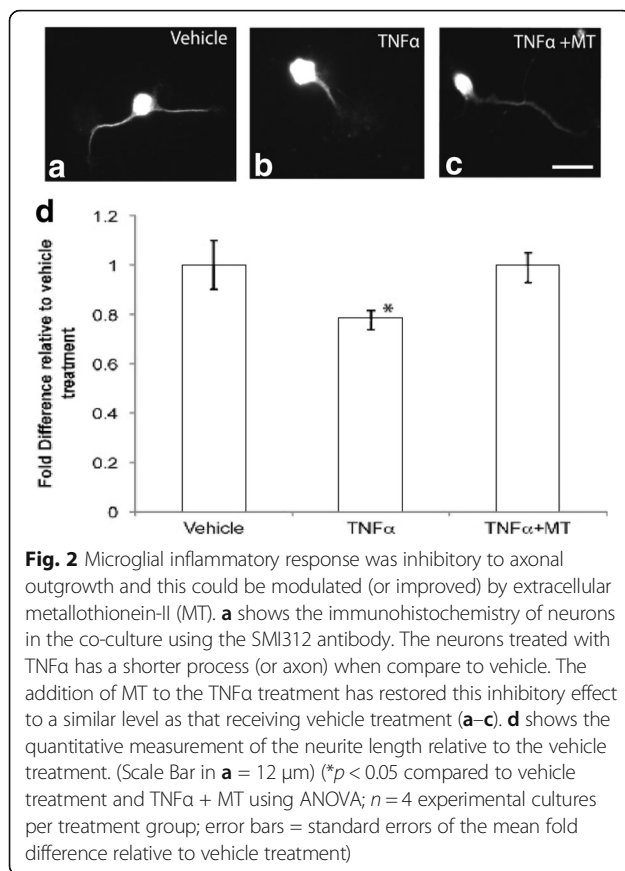 Vehicle
TNFα
TNFα +MT
a
b
c
d
Fold Difference relative to vehicle
treatment
1.2
1
0.8
0.6
0.4
0.2
0
*
Vehicle
TNFα
TNFα+MT
Fig. 2 Microglial inflammatory response was inhibitory to axonal
outgrowth and this could be modulated (or improved) by extracellular
metallothionein-II (MT). a shows the immunohistochemistry of neurons
in the co-culture using the SMI312 antibody. The neurons treated with
TNFα has a shorter process (or axon) when compare to vehicle. The
addition of MT to the TNFα treatment has restored this inhibitory effect
to a similar level as that receiving vehicle treatment (a–c). d shows the
quantitative measurement of the neurite length relative to the vehicle
treatment. (Scale Bar in a = 12 μm) (*p < 0.05 compared to vehicle
treatment and TNFα + MT using ANOVA; n = 4 experimental cultures
per treatment group; error bars = standard errors of the mean fold
difference relative to vehicle treatment)